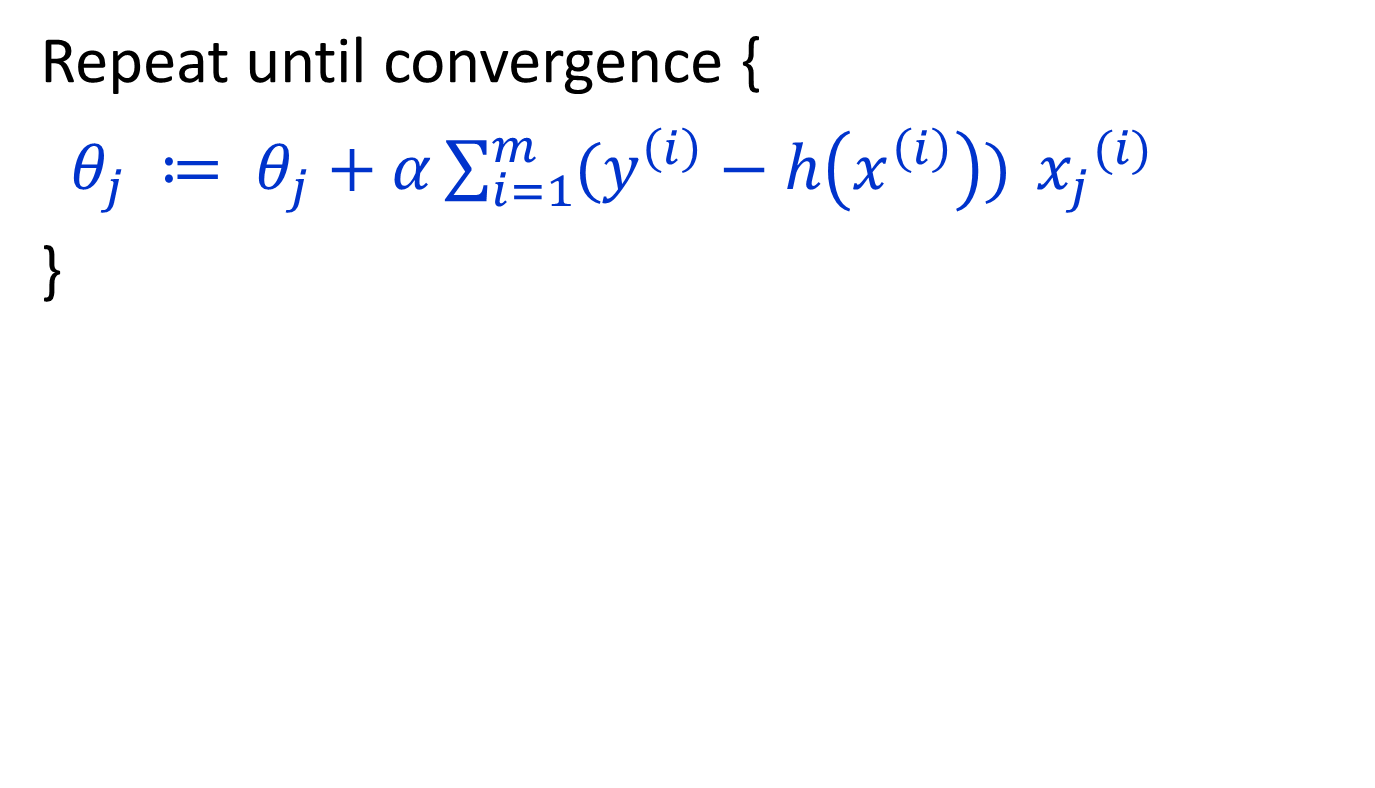 Repeat until convergence {
θ_j := θ_j + α ∑_{i=1}^{m} (y^{(i)} − h(x^{(i)})) x_j^{(i)}
}